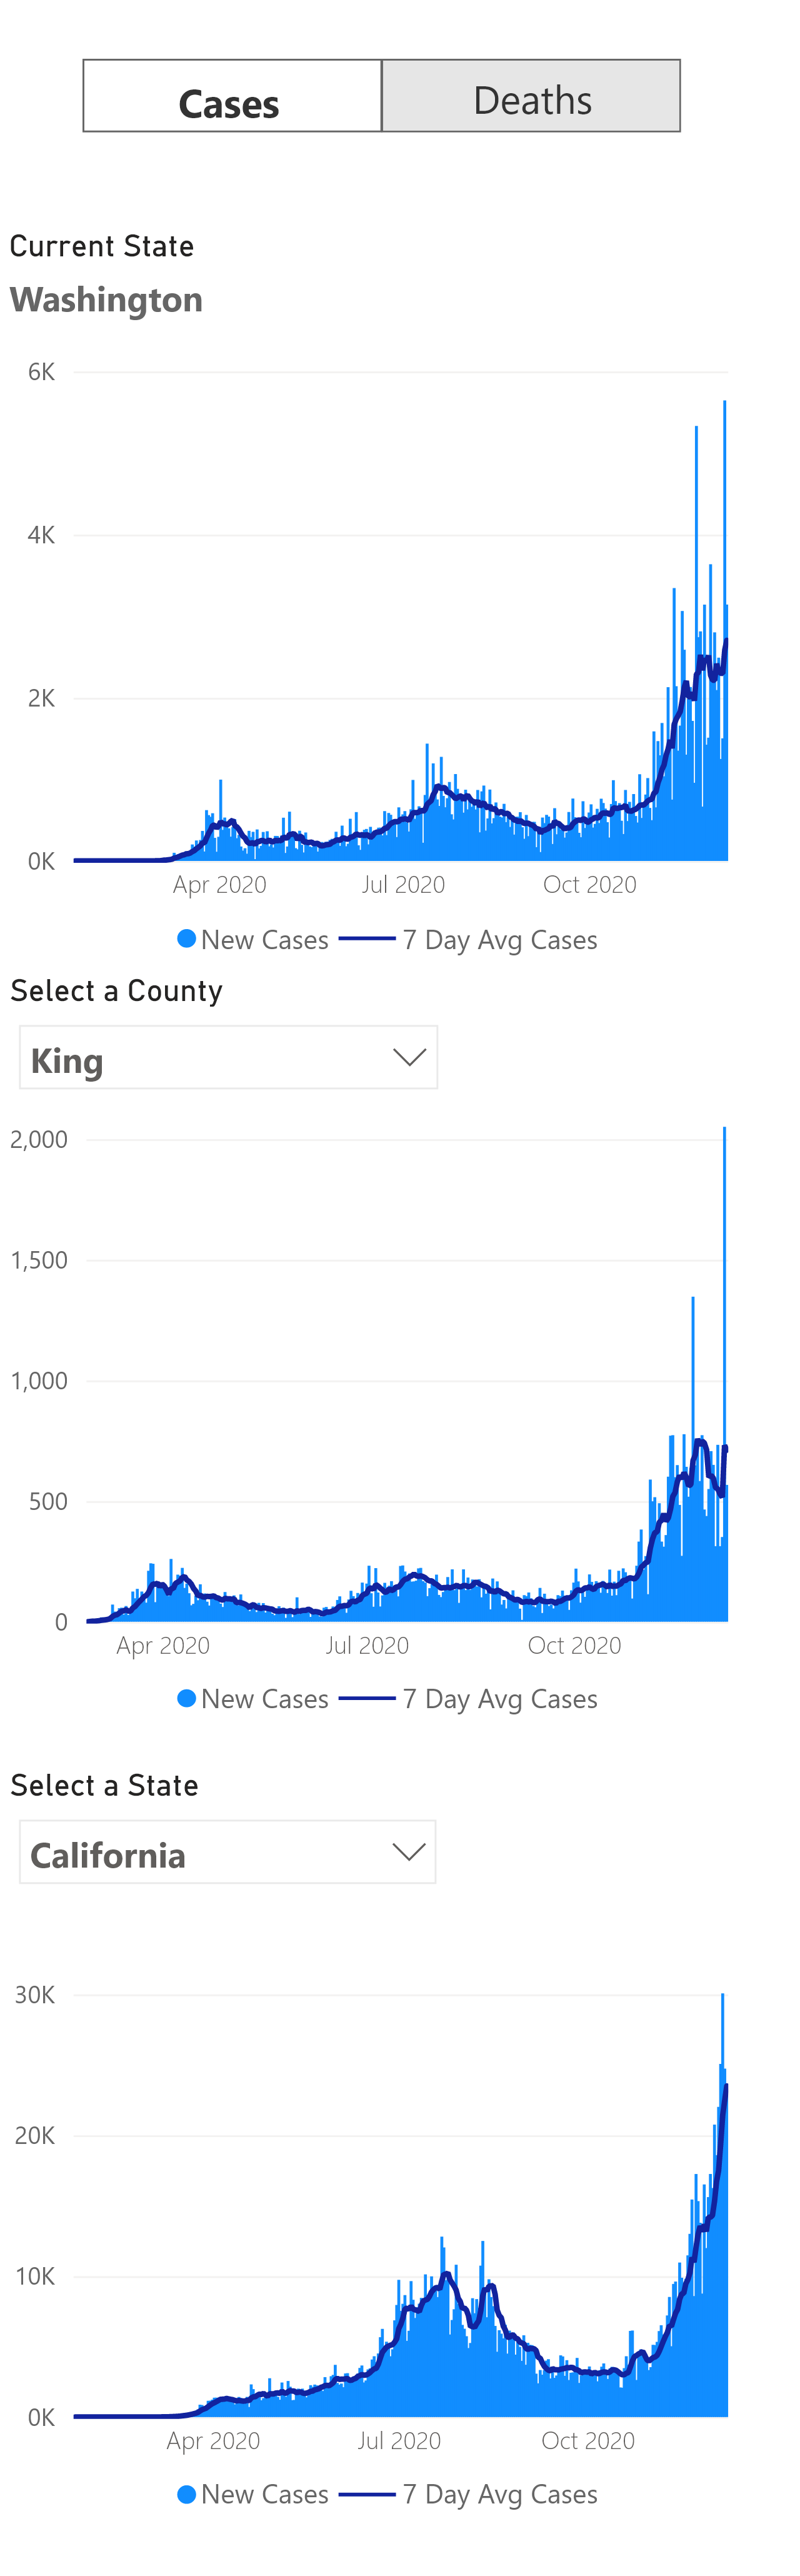 Cases Deaths
Current State
Washington
6K
4K
2K
0K
Apr 2020 Jul 2020 Oct 2020
New Cases 7 Day Avg Cases
Select a County
King
2,000
1,500
1,000
500
0
Apr 2020 Jul 2020 Oct 2020
New Cases 7 Day Avg Cases
Select a State
California
30K
20K
10K
0K
Apr 2020 Jul 2020 Oct 2020
New Cases 7 Day Avg Cases